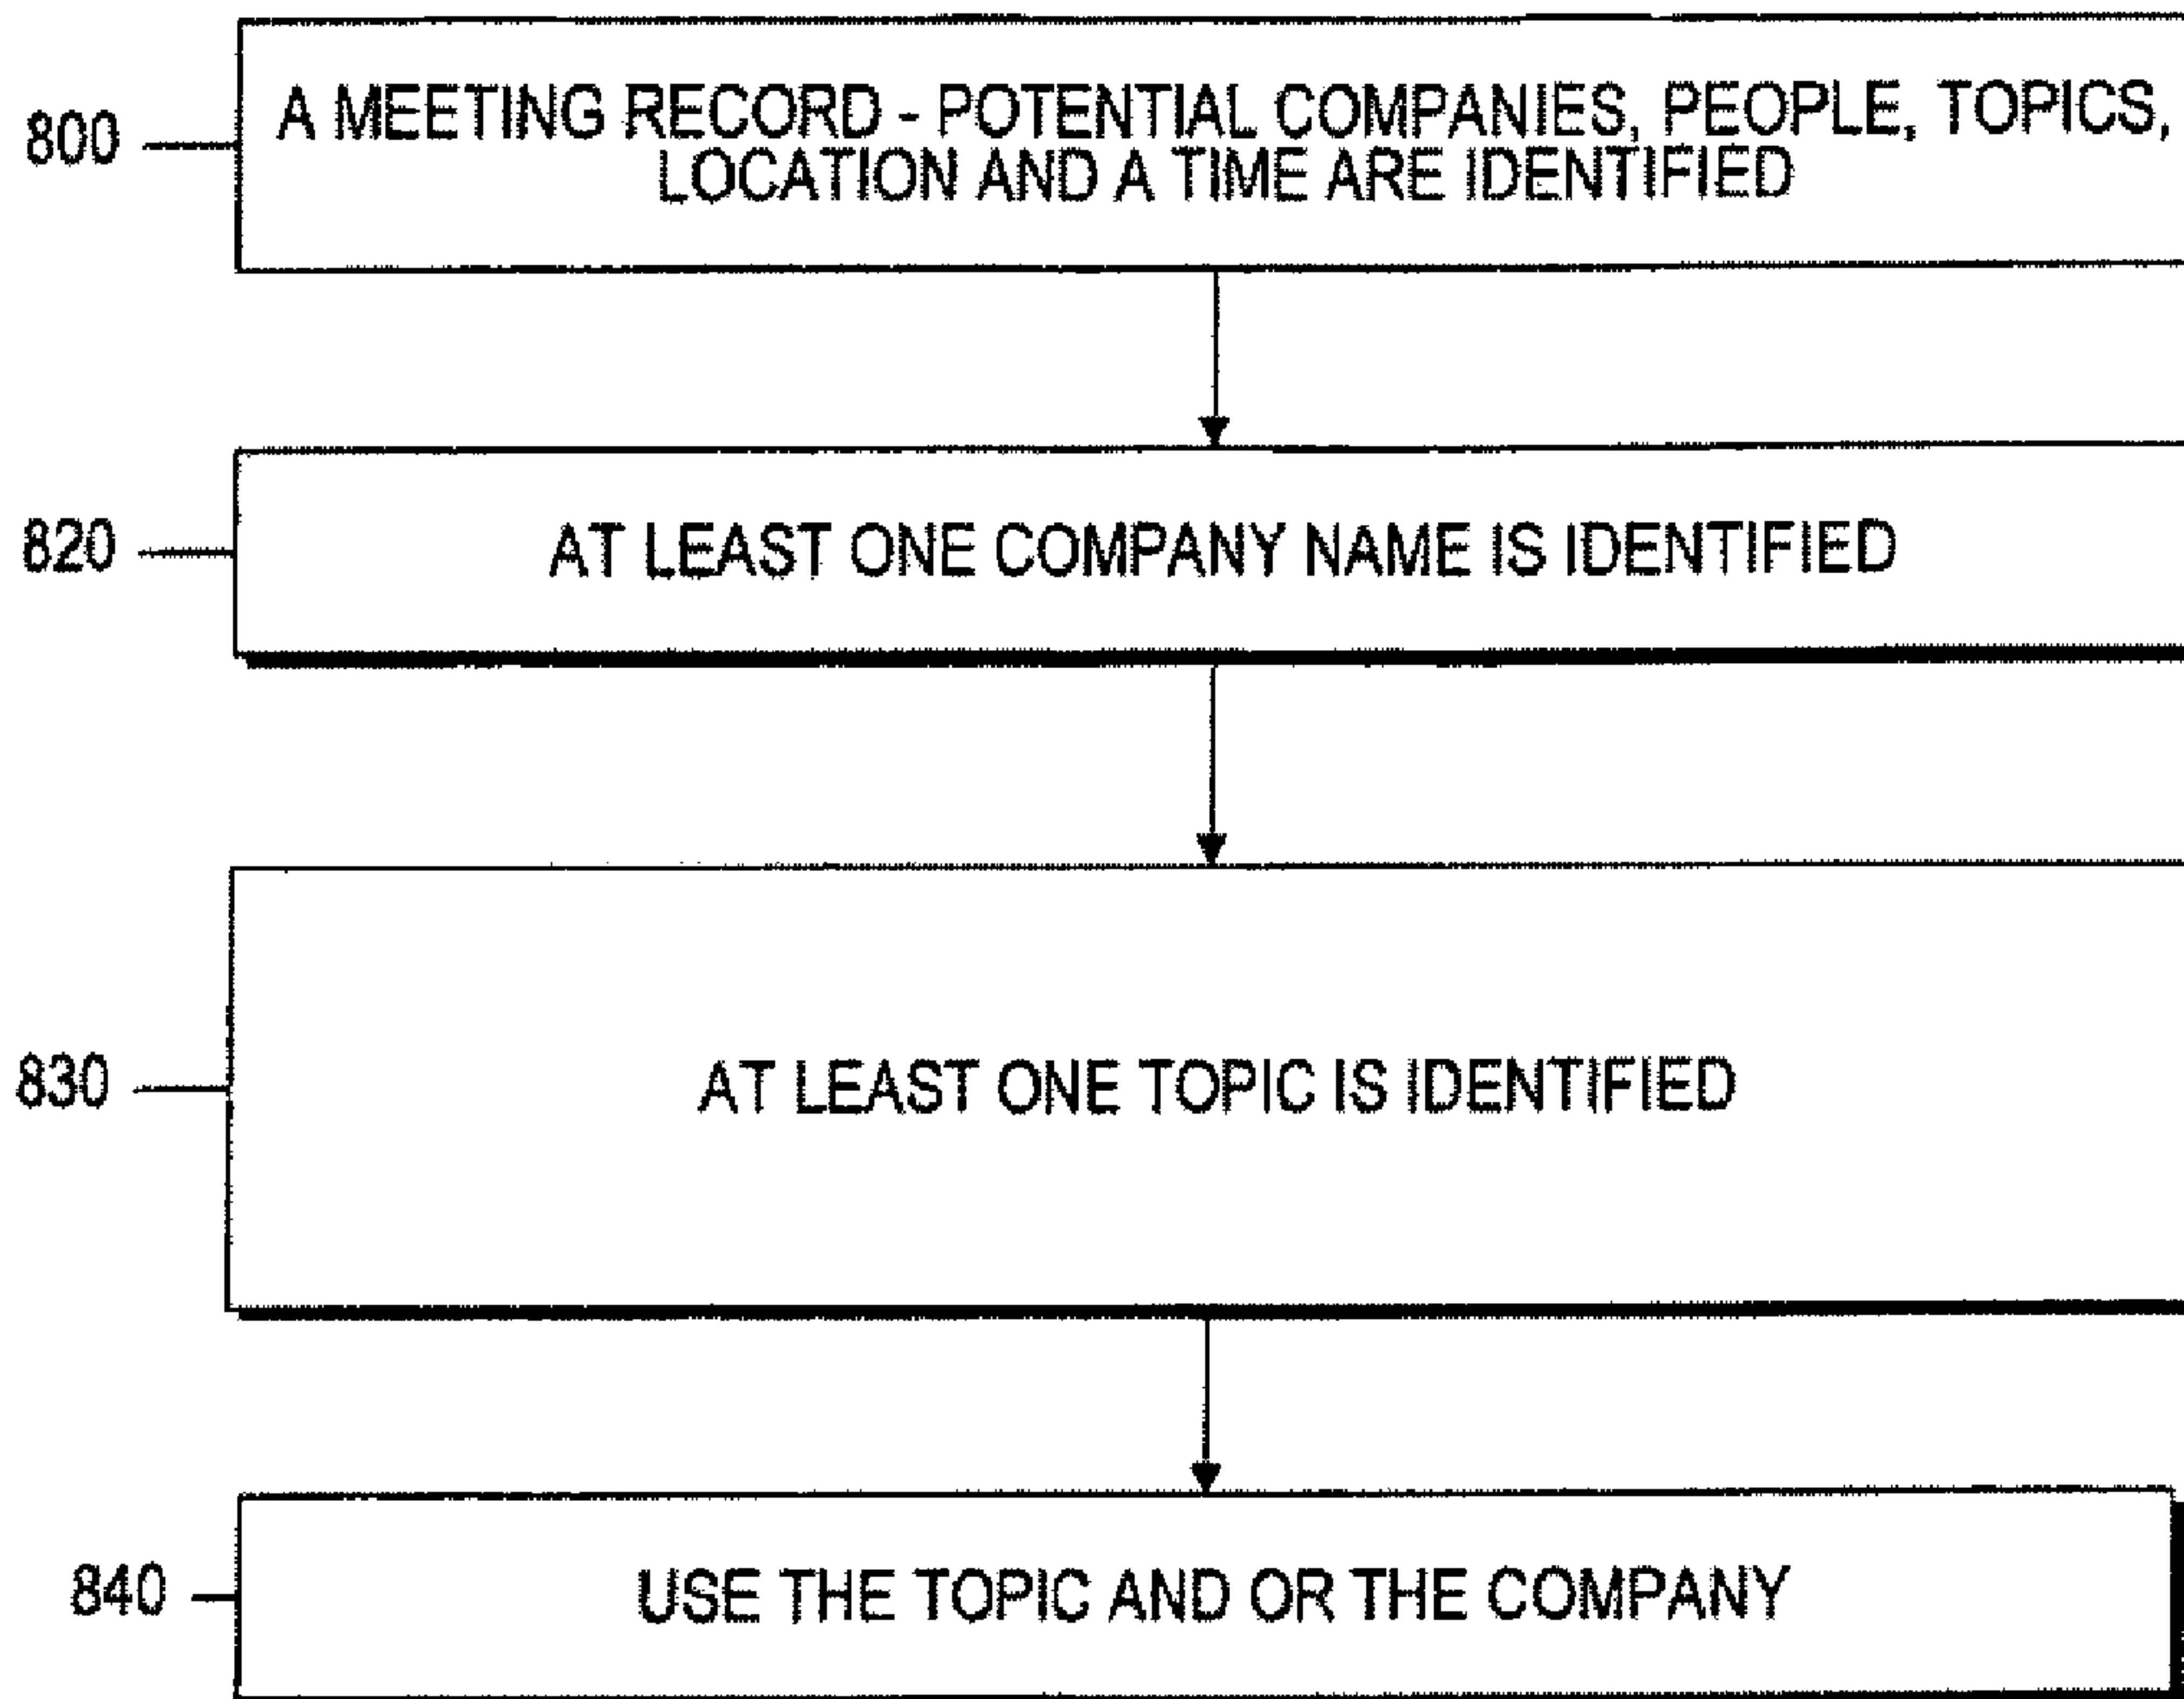 800
A MEETING RECORD - POTENTIAL COMPANIES, PEOPLE, TOPICS,
LOCATION AND A TIME ARE IDENTIFIED
820
AT LEAST ONE COMPANY NAME IS IDENTIFIED
830
AT LEAST ONE TOPIC IS IDENTIFIED
840
USE THE TOPIC AND OR THE COMPANY